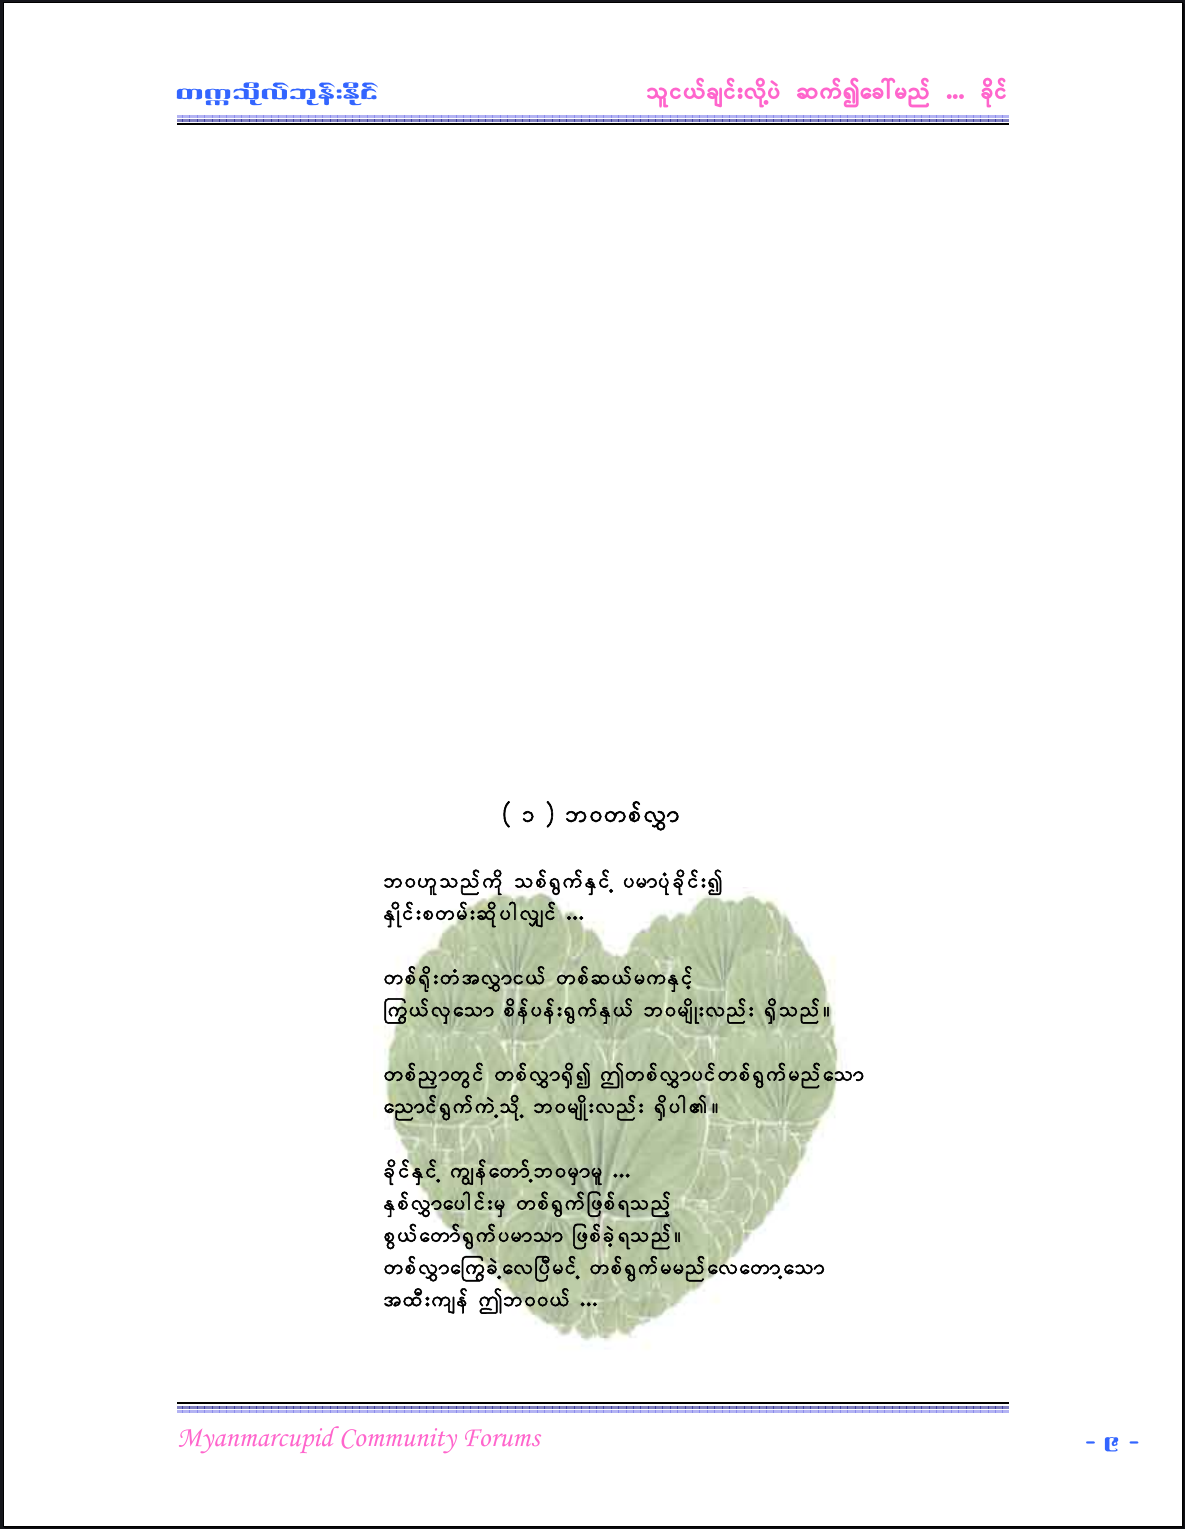 တက္ကသိုလ်ဘုန်းနိုင်
သူငယ်ချင်းလို့ပဲ ဆက်၍ခေါ်မည် ... ခိုင်
( ၁ ) ဘဝတစ်လွှာ
ဘဝဟူသည်ကို သစ်ရွက်နှင့် ပမာပုံခိုင်း၍
နှိုင်းစတမ်းဆိုပါလျှင် ...
တစ်ရိုးတံအလွှာငယ် တစ်ဆယ်မကနှင့်
ကြွယ်လှသော စိန်ပန်းရွက်နှယ် ဘဝမျိုးလည်း ရှိသည်။
တစ်ညှာတွင် တစ်လွှာရှိ၍ ဤတစ်လွှာပင်တစ်ရွက်မည်သော
ညောင်ရွက်ကဲ့သို့ ဘဝမျိုးလည်း ရှိပါ၏။
ခိုင်နှင့် ကျွန်တော့်ဘဝမှာမူ ...
နှစ်လွှာပေါင်းမှ တစ်ရွက်ဖြစ်ရသည့်
စွယ်တော်ရွက်ပမာသာ ဖြစ်ခဲ့ရသည်။
တစ်လွှာကြွေခဲ့လေပြီမင့် တစ်ရွက်မမည်လေတော့သော
အထီးကျန် ဤဘဝဝယ် ...
Myanmarcupid Community Forums
- ၉ -